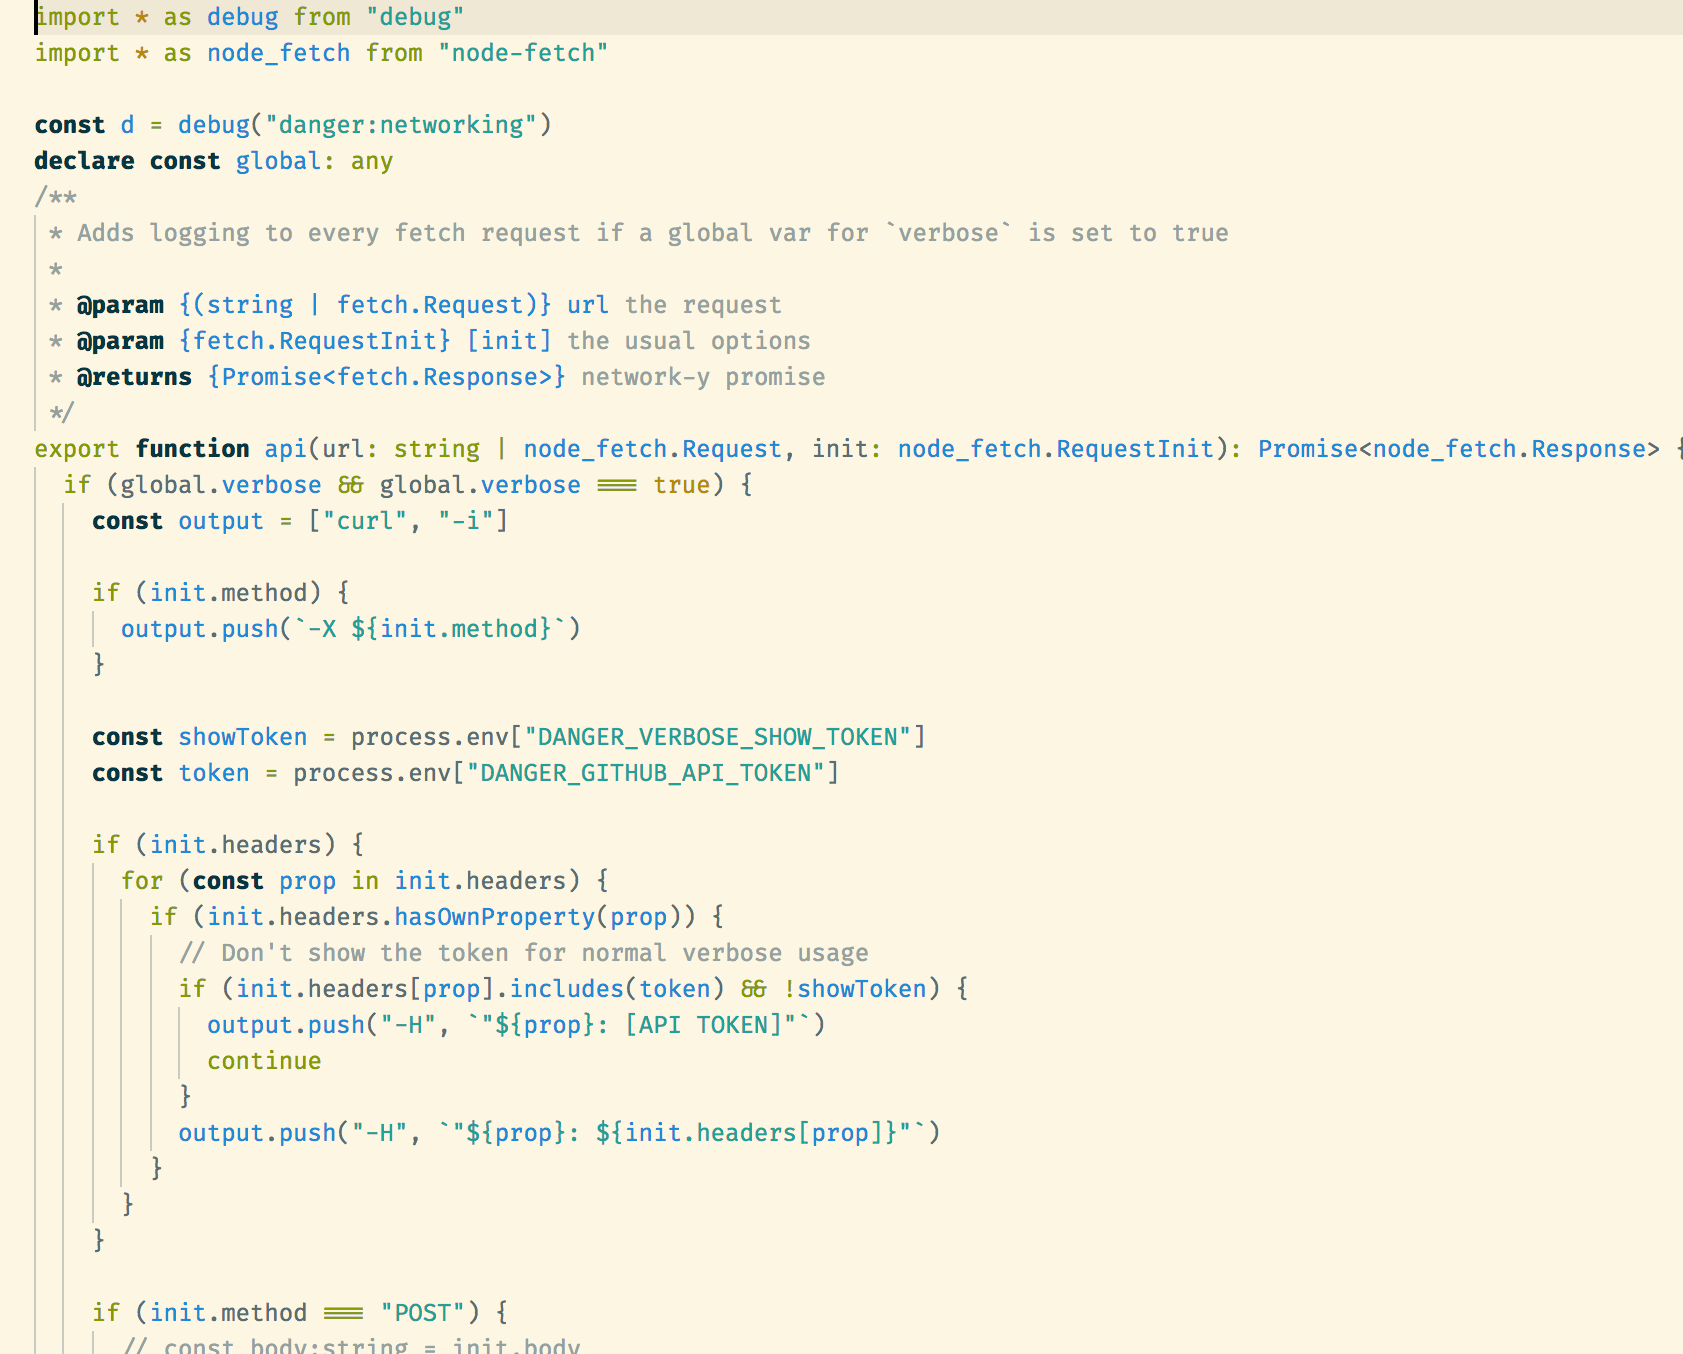 import * as debug from "debug"
import * as node_fetch from "node-fetch"

const d = debug("danger:networking")
declare const global: any
/**
 * Adds logging to every fetch request if a global var for `verbose` is set to true
 *
 * @param {(string | fetch.Request)} url the request
 * @param {fetch.RequestInit} [init] the usual options
 * @returns {Promise<fetch.Response>} network-y promise
 */
export function api(url: string | node_fetch.Request, init: node_fetch.RequestInit): Promise<node_fetch.Response> {
  if (global.verbose && global.verbose === true) {
    const output = ["curl", "-i"]

    if (init.method) {
      output.push(`-X ${init.method}`)
    }

    const showToken = process.env["DANGER_VERBOSE_SHOW_TOKEN"]
    const token = process.env["DANGER_GITHUB_API_TOKEN"]

    if (init.headers) {
      for (const prop in init.headers) {
        if (init.headers.hasOwnProperty(prop)) {
          // Don't show the token for normal verbose usage
          if (init.headers[prop].includes(token) && !showToken) {
            output.push("-H", `"${prop}: [API TOKEN]"`)
            continue
          }
          output.push("-H", `"${prop}: ${init.headers[prop]}"`)
        }
      }
    }

    if (init.method === "POST") {
      // const body:string = init.body